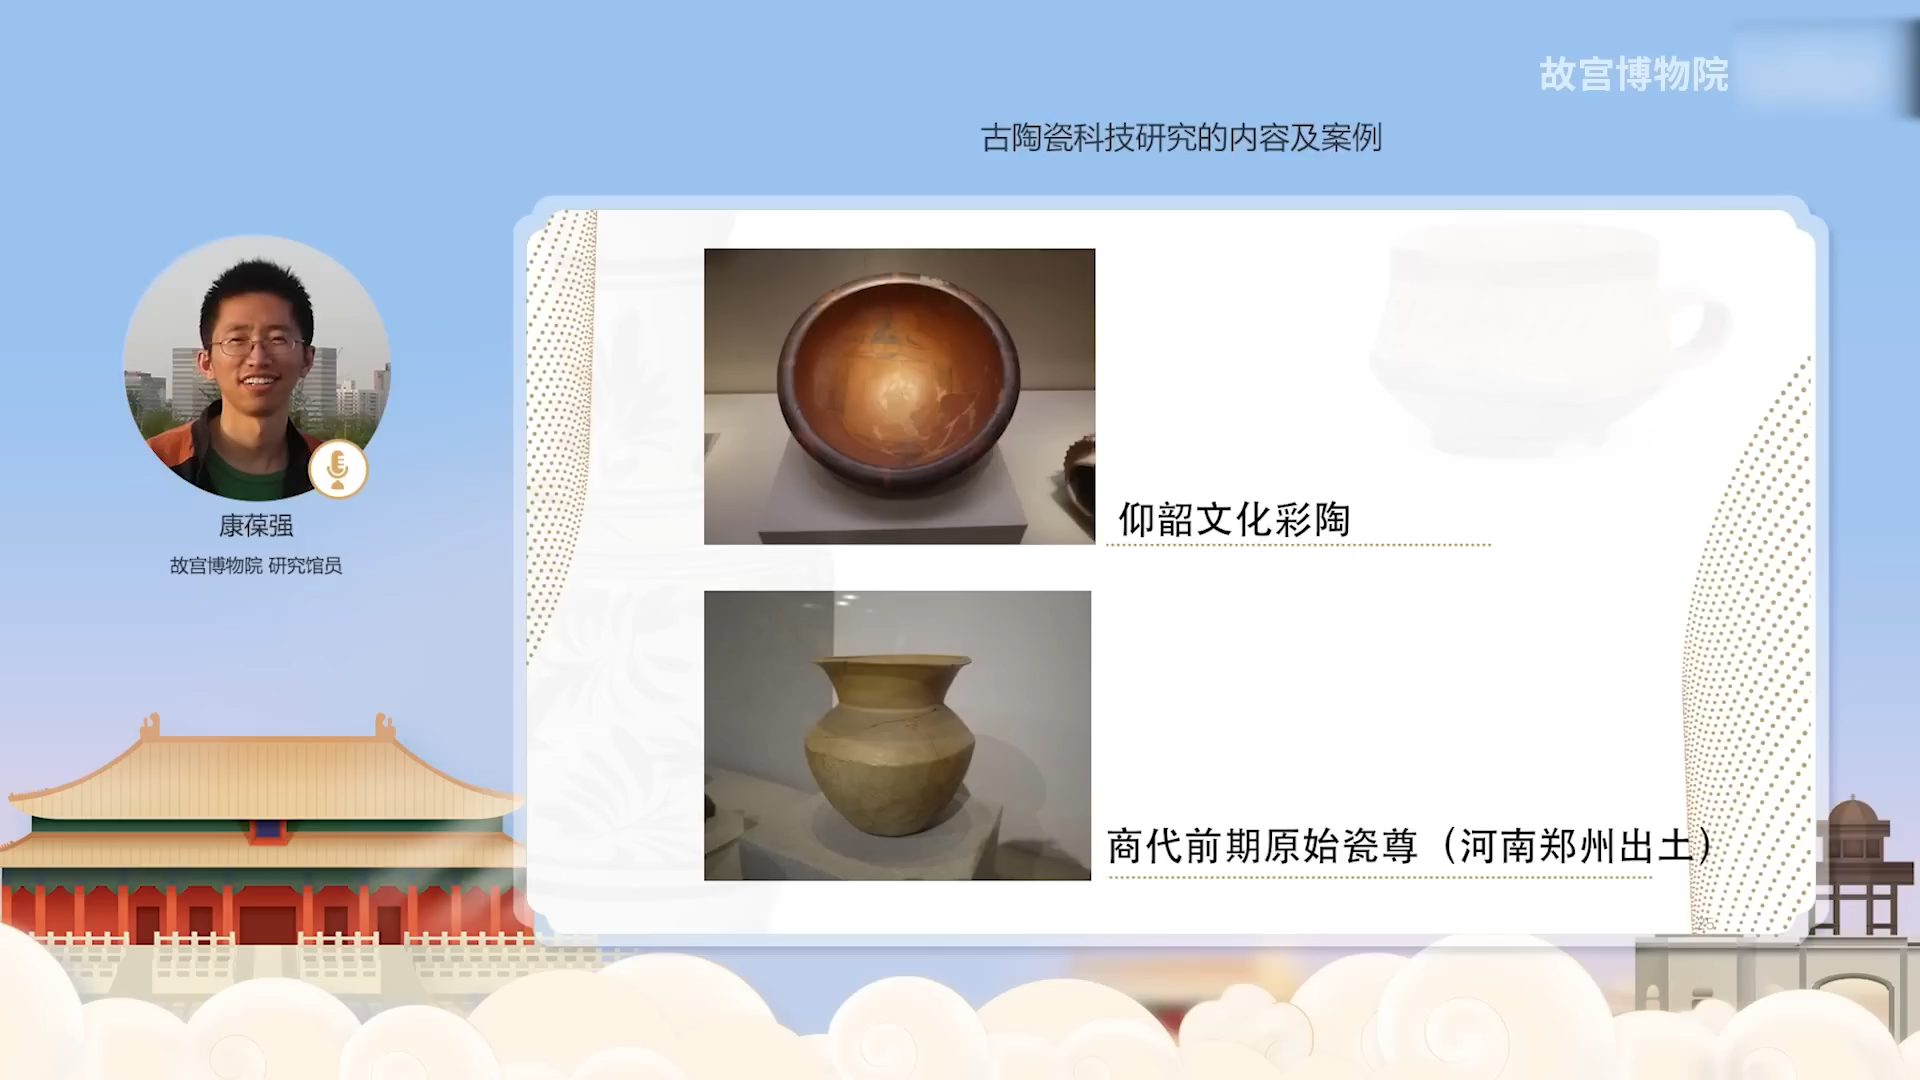 故宫博物院
古陶瓷科技研究的内容及案例
康葆强
故宫博物院 研究馆员
仰韶文化彩陶
商代前期原始瓷尊（河南郑州出土）